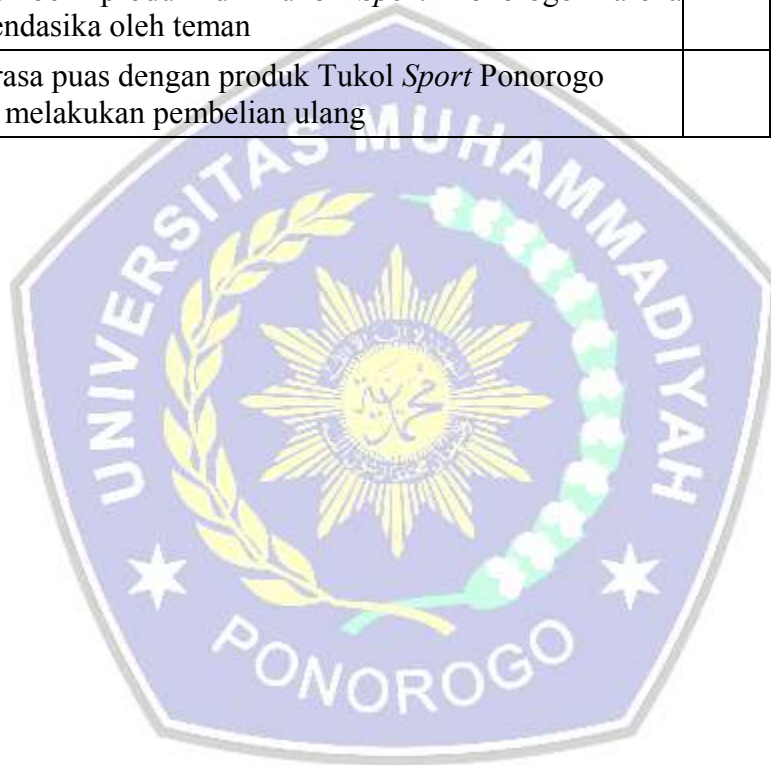 produk Sport Ponorogo karena
endasika oleh teman
rasa puas dengan produk Tukol Sport Ponorogo
melakukan pembelian ulang
UNIVERSITAS MUHAMMADIYAH
PONOROGO